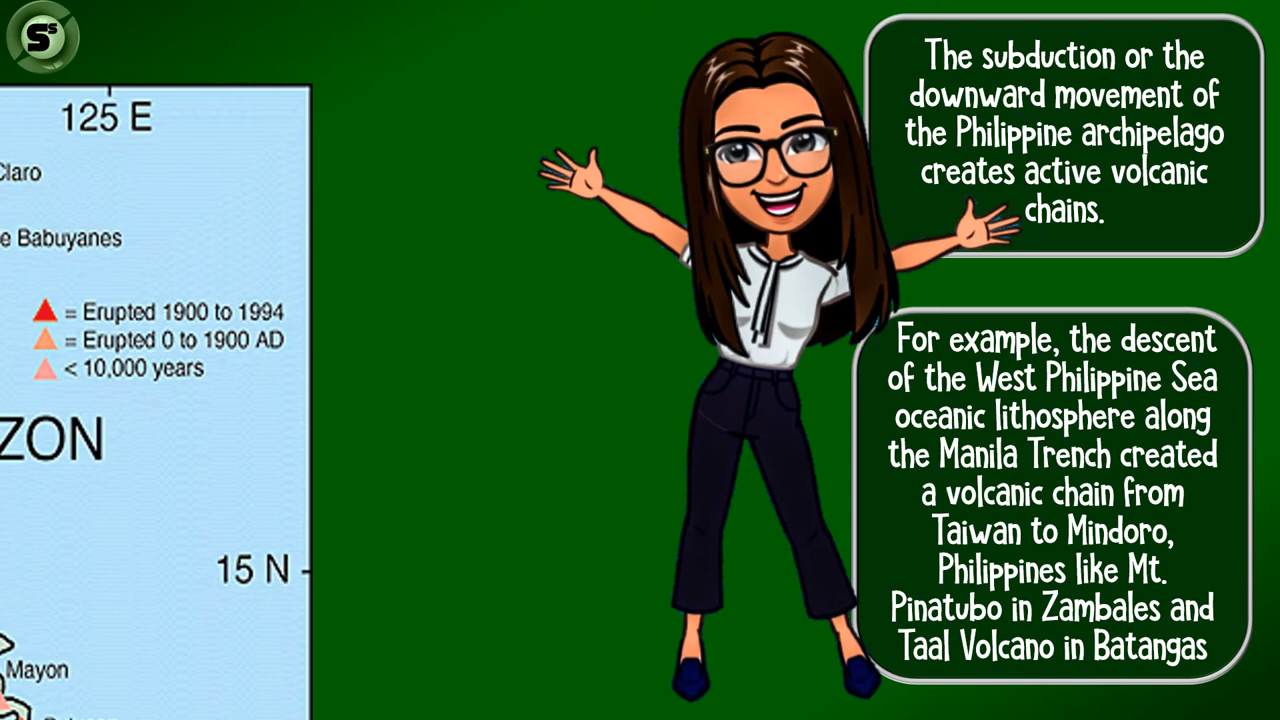 Ss
125 E
Claro
e Babuyanes
= Erupted 1900 to 1994
= Erupted 0 to 1900 AD
< 10,000 years
ZON
15 N
Mayon
The subduction or the
downward movement of
the Philippine archipelago
creates active volcanic
chains.
For example, the descent
of the West Philippine Sea
oceanic lithosphere along
the Manila Trench created
a volcanic chain from
Taiwan to Mindoro,
Philippines like Mt.
Pinatubo in Zambales and
Taal Volcano in Batangas